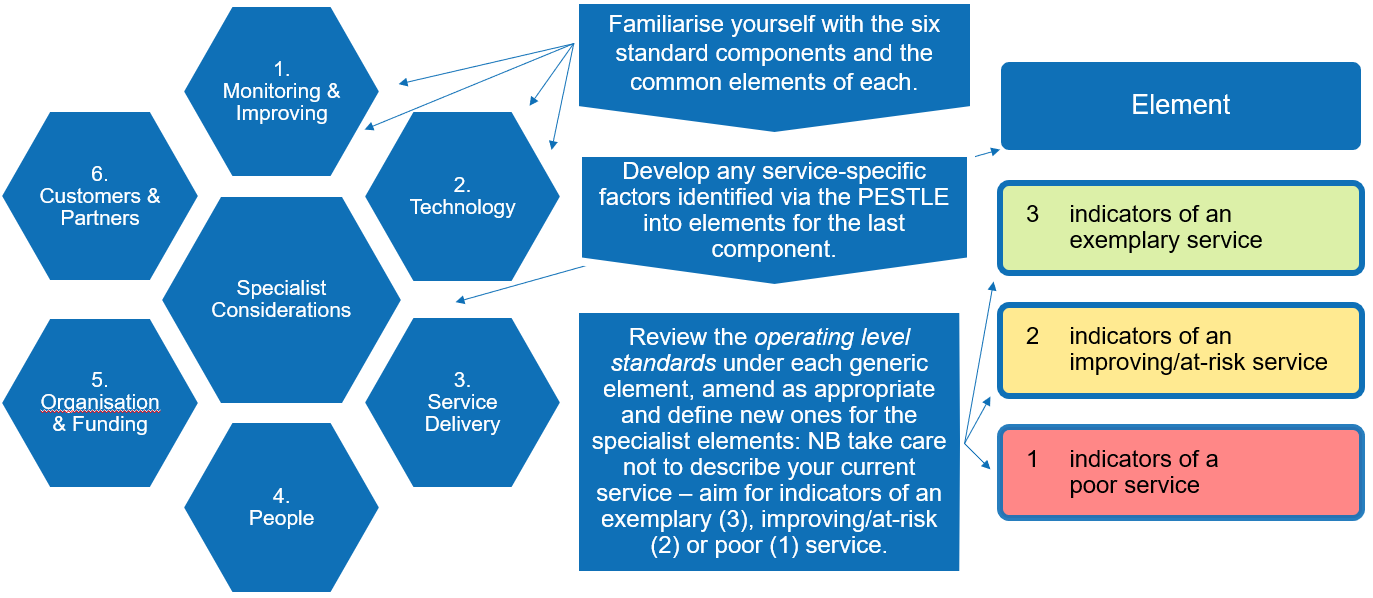 1.
Monitoring &
Improving
2.
Technology
3.
Service
Delivery
4.
People
5.
Organisation
& Funding
6.
Customers &
Partners
Specialist
Considerations
Familiarise yourself with the six
standard components and the
common elements of each.
Develop any service-specific
factors identified via the PESTLE
into elements for the last
component.
Review the operating level
standards under each generic
element, amend as appropriate
and define new ones for the
specialist elements: NB take care
not to describe your current
service – aim for indicators of an
exemplary (3), improving/at-risk
(2) or poor (1) service.
Element
3 indicators of an
exemplary service
2 indicators of an
improving/at-risk service
1 indicators of a
poor service